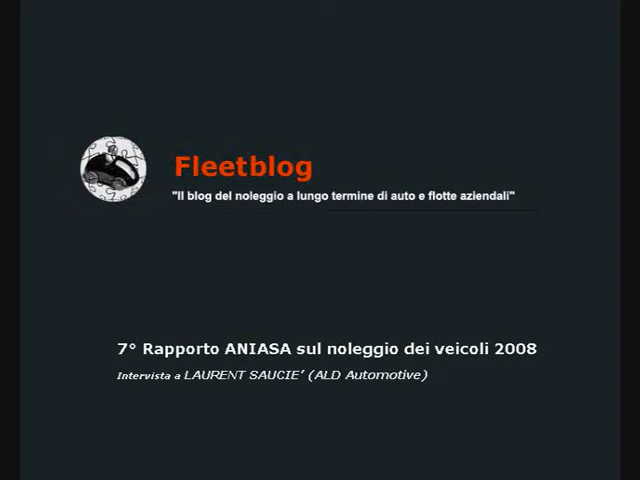 Fleetblog
"Il blog del noleggio a lungo termine di auto e flotte aziendali"
7° Rapporto ANIASA sul noleggio dei veicoli 2008
Intervista a LAURENT SAUCIE' (ALD Automotive)